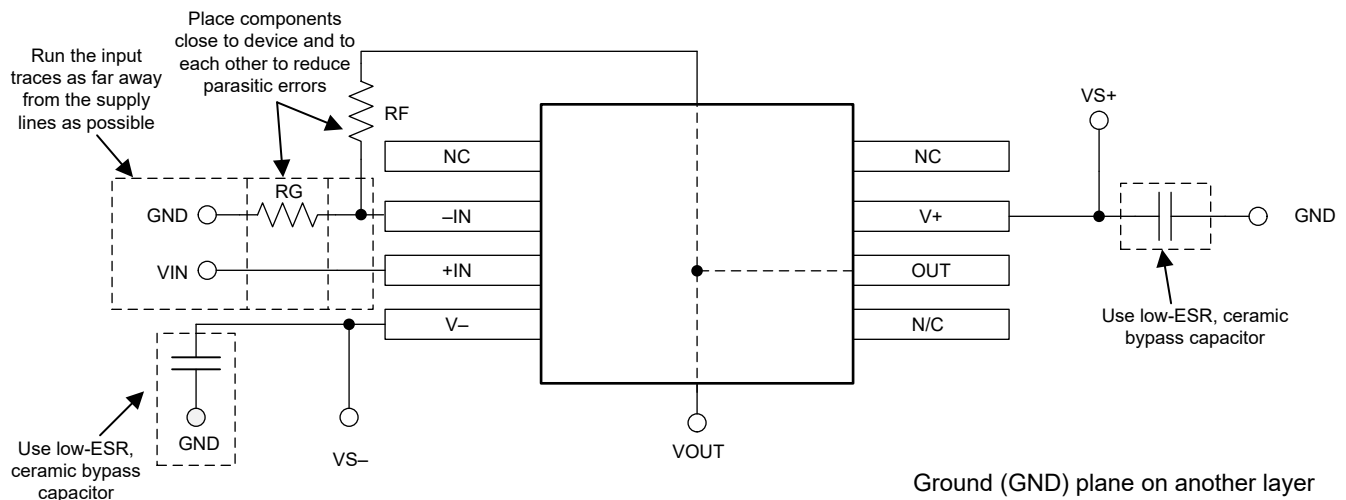 Place components
close to device and to
each other to reduce
parasitic errors
Run the input
traces as far away
from the supply
lines as possible
RF
VS+
NC
NC
RG
GND
–IN
V+
GND
VIN
+IN
OUT
V–
N/C
Use low-ESR, ceramic
bypass capacitor
GND
VS–
VOUT
Use low-ESR,
ceramic bypass
capacitor
Ground (GND) plane on another layer